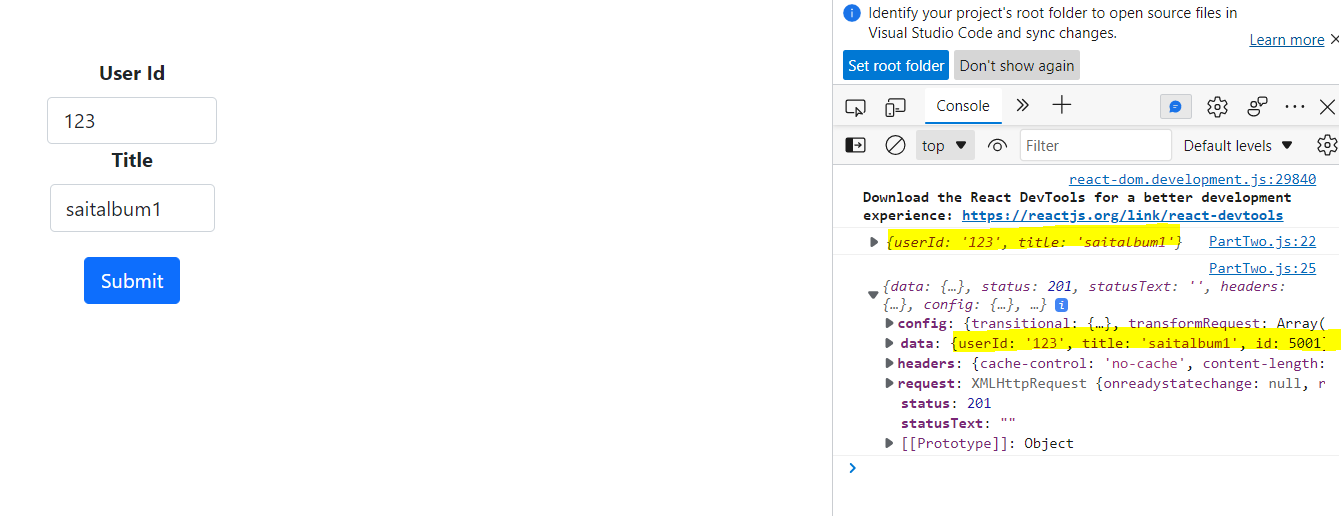 User Id
123
Title
saitalbum1
Submit
Identify your project's root folder to open source files in
Visual Studio Code and sync changes.
Learn more
Set root folder
Don't show again
Console
top
Filter
Default levels
react-dom.development.js:29840
Download the React DevTools for a better development
experience: https://reactjs.org/link/react-devtools
{userId: '123', title: 'saitalbum1'} PartTwo.js:22
PartTwo.js:25
{data: {…}, status: 201, statusText: '', headers:
{…}, config: {…}, …}
config: {transitional: {…}, transformRequest: Array(
data: {userId: '123', title: 'saitalbum1', id: 5001}
headers: {cache-control: 'no-cache', content-length:
request: XMLHttpRequest {onreadystatechange: null, r
status: 201
statusText: ""
[[Prototype]]: Object